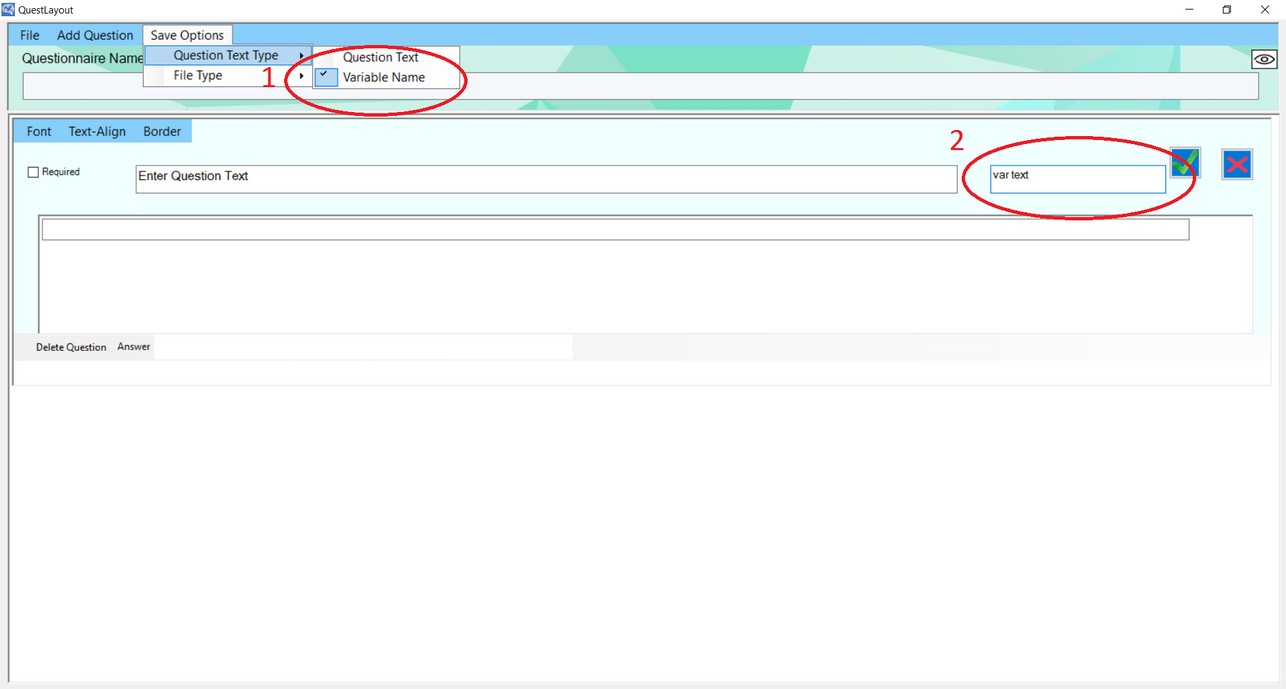 QuestLayout
File Add Question Save Options
Question Text Type Question Text
Questionnaire Name
File Type 1 Variable Name
Font Text-Align Border
2
Required Enter Question Text var text
Delete Question Answer